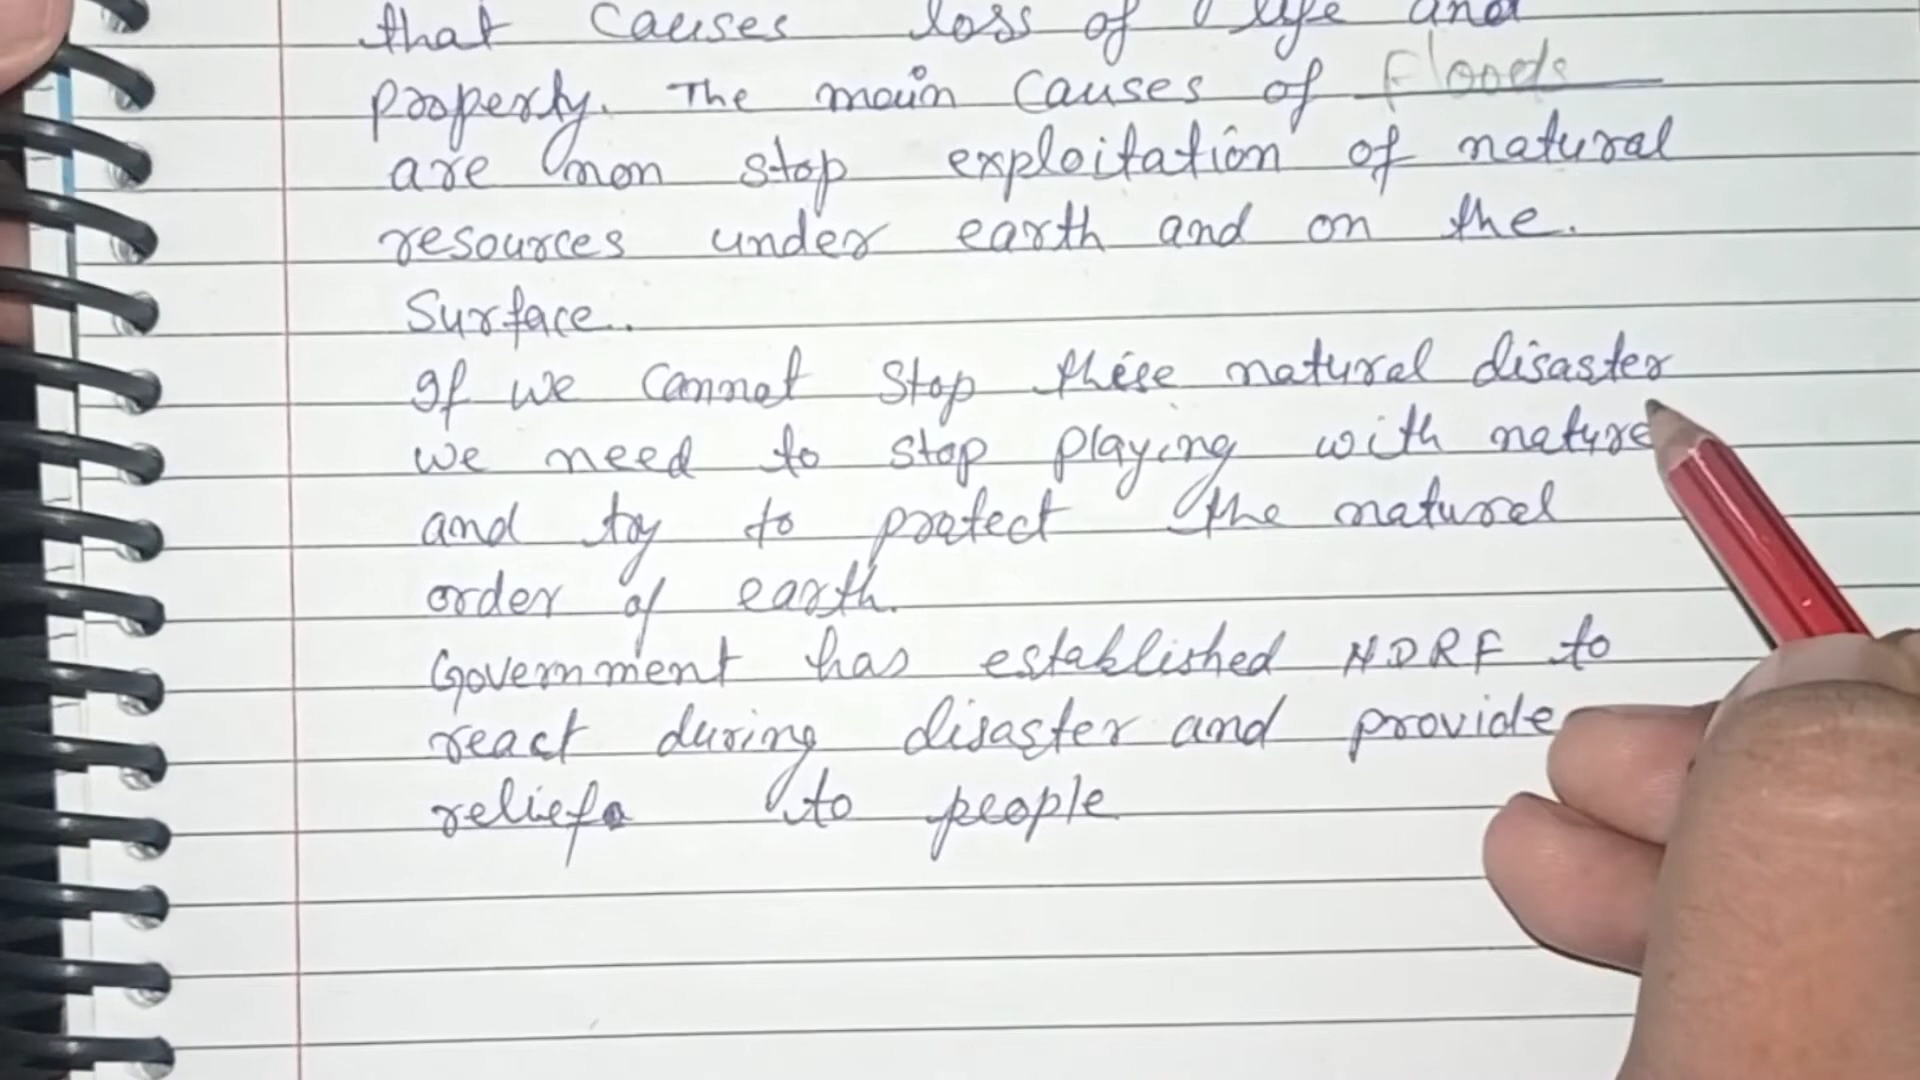 that causes loss of life and
property. The main causes of Floods
are non stop exploitation of natural
resources under earth and on the.
Surface..
If we cannot stop these natural disaster
we need to stop playing with nature
and try to protect the natural
order of earth.
Government has established NDRF to
react during disaster and provide
relief to people